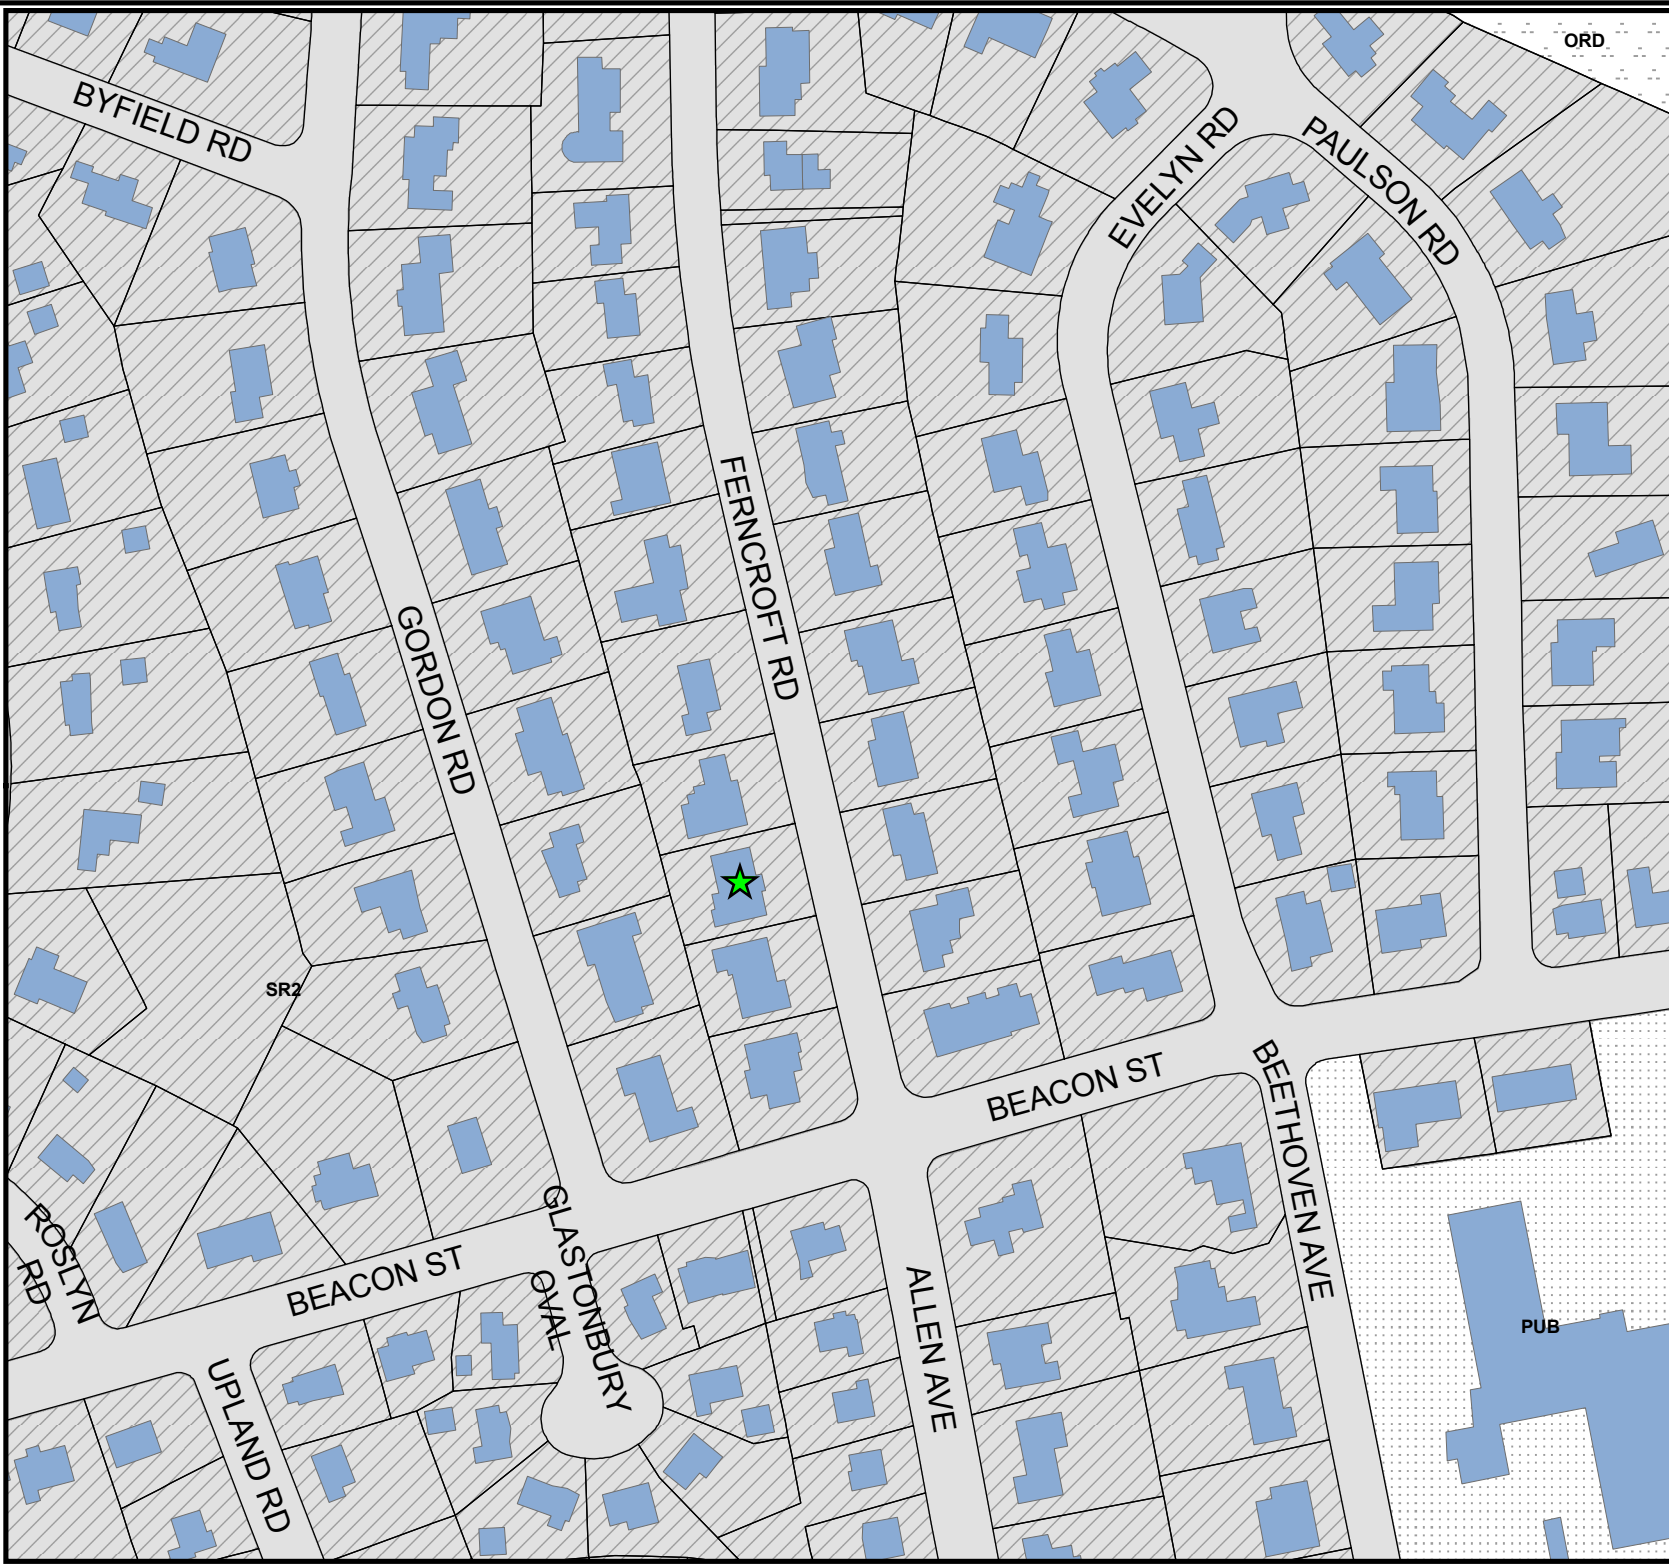 ORD
BYFIELD RD
EVELYN RD
PAULSON RD
FERNCROFT RD
GORDON RD
SR2
BEACON ST
BEETHOVEN AVE
ROSLYN
RD
BEACON ST
GLASTONBURY
OVAL
ALLEN AVE
UPLAND RD
PUB